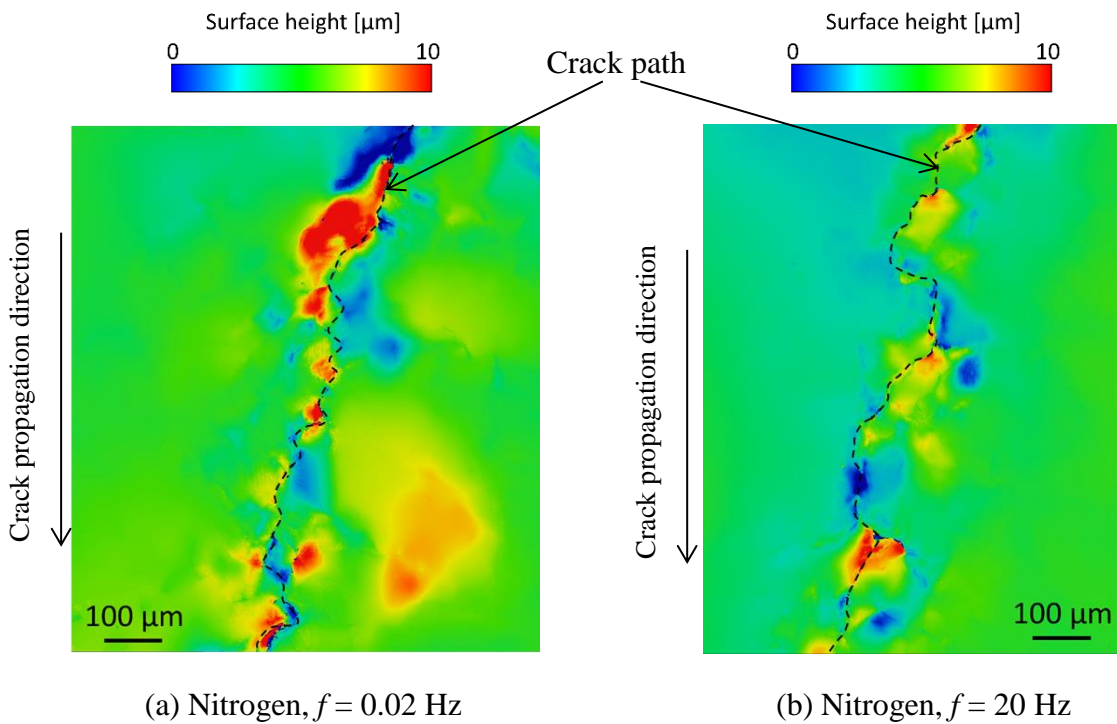 Surface height [μm]
0 10
Surface height [μm]
0 10
Crack path
Crack propagation direction
100 μm
Crack propagation direction
100 μm
(a) Nitrogen, f = 0.02 Hz
(b) Nitrogen, f = 20 Hz